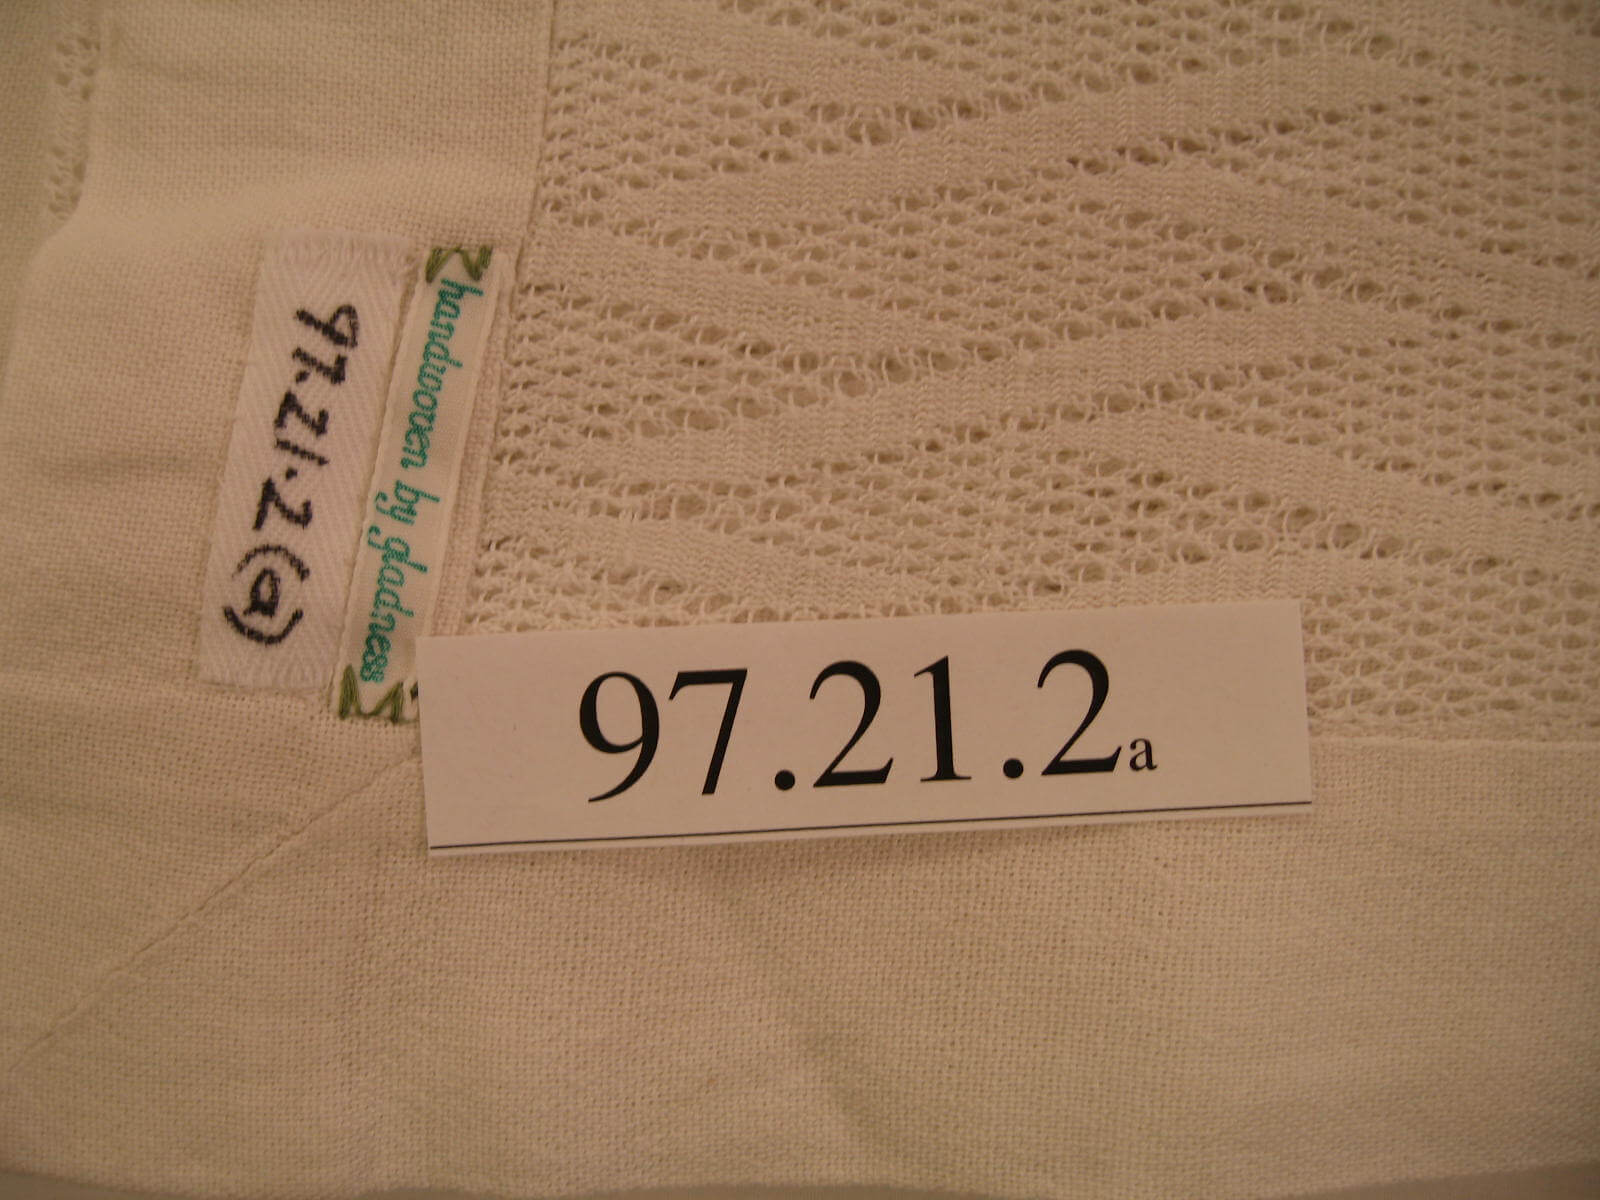 97.21.2(a)
handwoven by gladness
97.21.2a